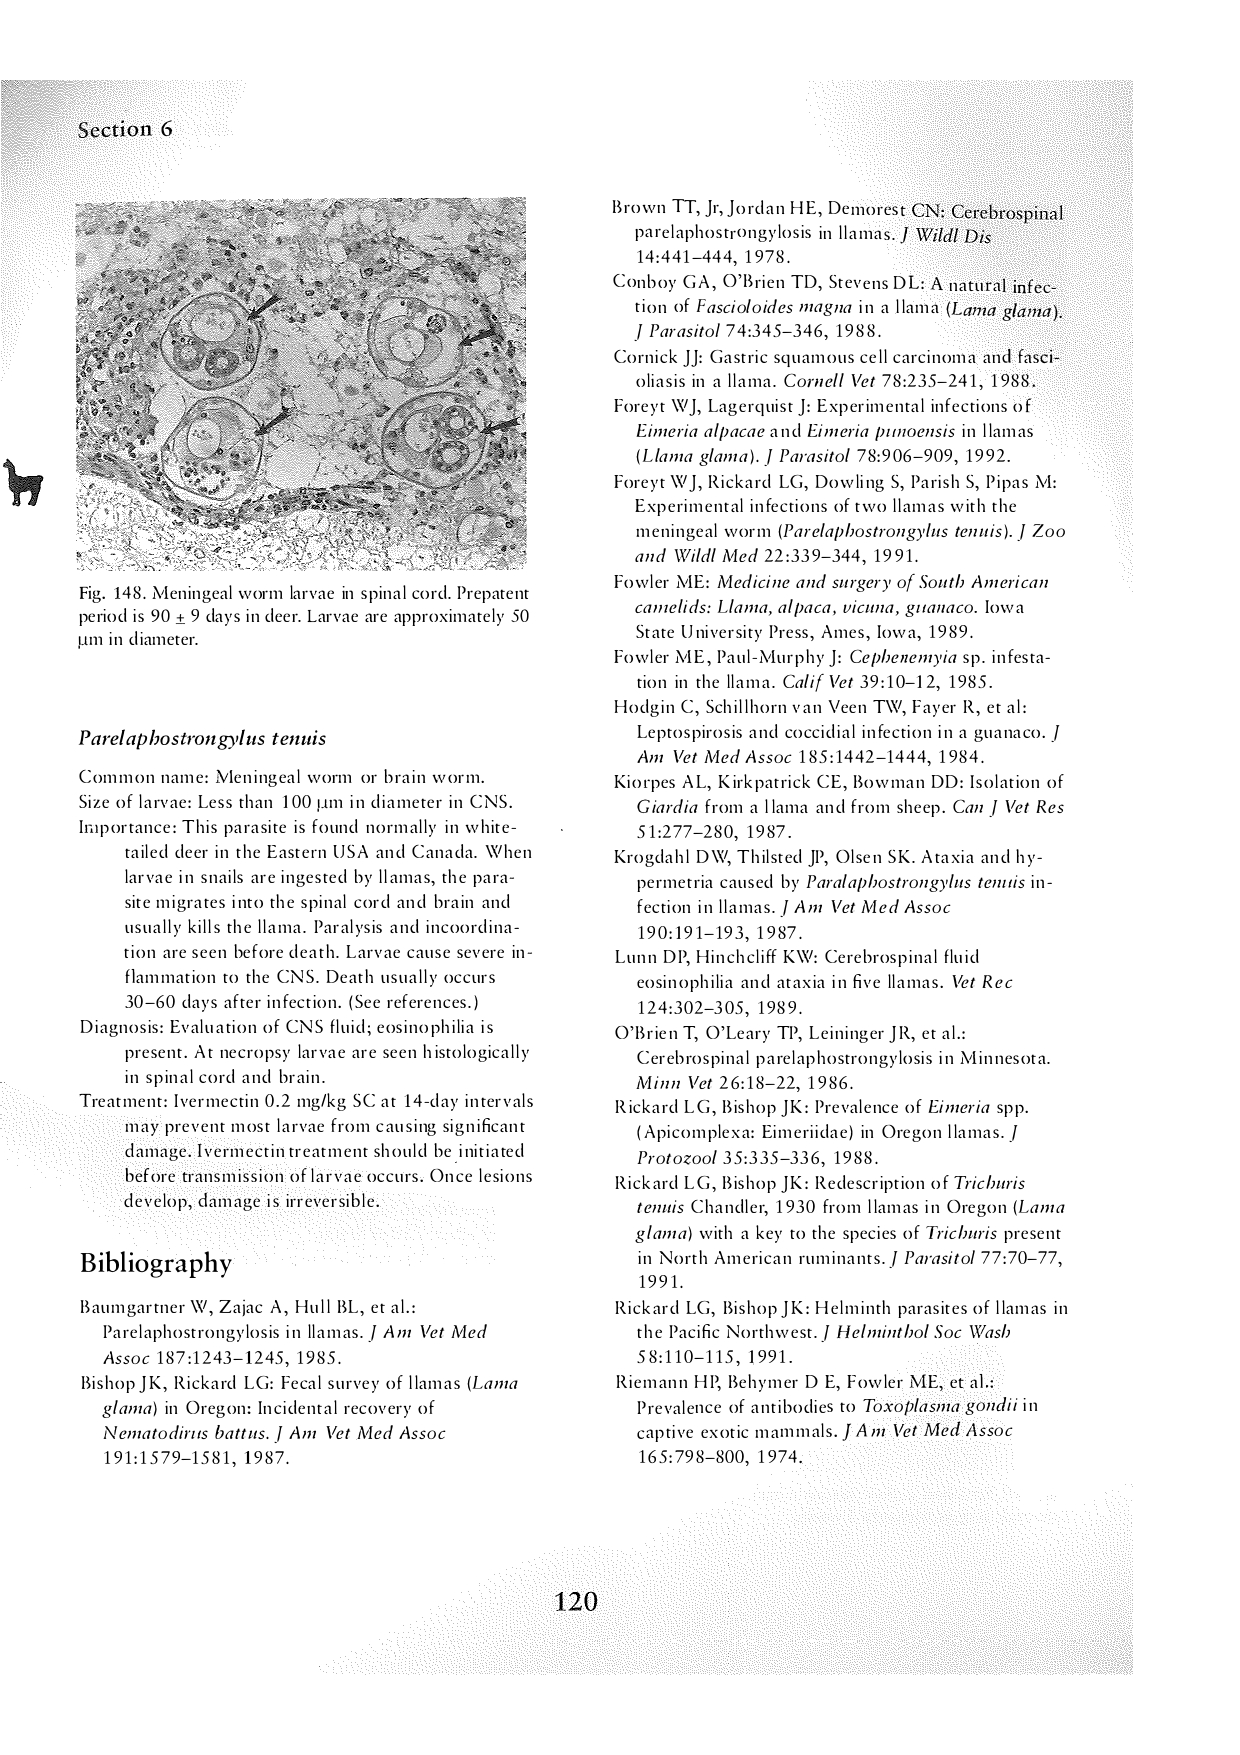 Section 6
Fig. 148. Meningeal worm larvae in spinal cord. Prepatent
period is 90 ± 9 days in deer. Larvae are approximately 50
µm in diameter.
Parelaphostrongylus tenuis
Common name: Meningeal worm or brain worm.
Size of larvae: Less than 100 µm in diameter in CNS.
Importance: This parasite is found normally in white-
tailed deer in the Eastern USA and Canada. When
larvae in snails are ingested by llamas, the para-
site migrates into the spinal cord and brain and
usually kills the llama. Paralysis and incoordina-
tion are seen before death. Larvae cause severe in-
flammation to the CNS. Death usually occurs
30–60 days after infection. (See references.)
Diagnosis: Evaluation of CNS fluid; eosinophilia is
present. At necropsy larvae are seen histologically
in spinal cord and brain.
Treatment: Ivermectin 0.2 mg/kg SC at 14-day intervals
may prevent most larvae from causing significant
damage. Ivermectin treatment should be initiated
before transmission of larvae occurs. Once lesions
develop, damage is irreversible.
Bibliography
Baumgartner W, Zajac A, Hull BL, et al.:
Parelaphostrongylosis in llamas. J Am Vet Med
Assoc 187:1243–1245, 1985.
Bishop JK, Rickard LG: Fecal survey of llamas (Lama
glama) in Oregon: Incidental recovery of
Nematodirus battus. J Am Vet Med Assoc
191:1579–1581, 1987.
Brown TT, Jr, Jordan HE, Demorest CN: Cerebrospinal
parelaphostrongylosis in llamas. J Wildl Dis
14:441–444, 1978.
Conboy GA, O'Brien TD, Stevens DL: A natural infec-
tion of Fascioloides magna in a llama (Lama glama).
J Parasitol 74:345–346, 1988.
Cornick JJ: Gastric squamous cell carcinoma and fasci-
oliasis in a llama. Cornell Vet 78:235–241, 1988.
Foreyt WJ, Lagerquist J: Experimental infections of
Eimeria alpacae and Eimeria punoensis in llamas
(Llama glama). J Parasitol 78:906–909, 1992.
Foreyt WJ, Rickard LG, Dowling S, Parish S, Pipas M:
Experimental infections of two llamas with the
meningeal worm (Parelaphostrongylus tenuis). J Zoo
and Wildl Med 22:339–344, 1991.
Fowler ME: Medicine and surgery of South American
camelids: Llama, alpaca, vicuna, guanaco. Iowa
State University Press, Ames, Iowa, 1989.
Fowler ME, Paul-Murphy J: Cephenemyia sp. infesta-
tion in the llama. Calif Vet 39:10–12, 1985.
Hodgin C, Schillhorn van Veen TW, Fayer R, et al:
Leptospirosis and coccidial infection in a guanaco. J
Am Vet Med Assoc 185:1442–1444, 1984.
Kiorpes AL, Kirkpatrick CE, Bowman DD: Isolation of
Giardia from a llama and from sheep. Can J Vet Res
51:277–280, 1987.
Krogdahl DW, Thilsted JP, Olsen SK. Ataxia and hy-
permetria caused by Paralaphostrongylus tenuis in-
fection in llamas. J Am Vet Med Assoc
190:191–193, 1987.
Lunn DP, Hinchcliff KW: Cerebrospinal fluid
eosinophilia and ataxia in five llamas. Vet Rec
124:302–305, 1989.
O'Brien T, O'Leary TP, Leininger JR, et al.:
Cerebrospinal parelaphostrongylosis in Minnesota.
Minn Vet 26:18–22, 1986.
Rickard LG, Bishop JK: Prevalence of Eimeria spp.
(Apicomplexa: Eimeriidae) in Oregon llamas. J
Protozool 35:335–336, 1988.
Rickard LG, Bishop JK: Redescription of Trichuris
tenuis Chandler, 1930 from llamas in Oregon (Lama
glama) with a key to the species of Trichuris present
in North American ruminants. J Parasitol 77:70–77,
1991.
Rickard LG, Bishop JK: Helminth parasites of llamas in
the Pacific Northwest. J Helminthol Soc Wash
58:110–115, 1991.
Riemann HP, Behymer D E, Fowler ME, et al.:
Prevalence of antibodies to Toxoplasma gondii in
captive exotic mammals. J Am Vet Med Assoc
165:798–800, 1974.
120